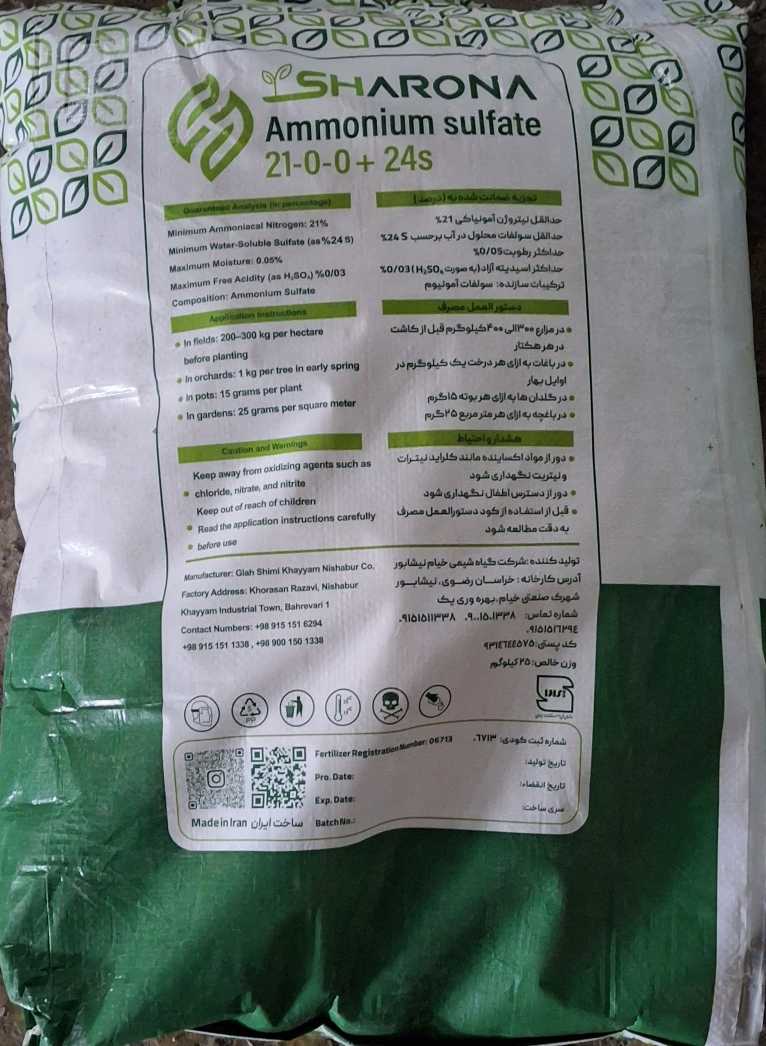 SHARONA
Ammonium sulfate
21-0-0+ 24s
Guaranteed Analysis (in percentage)
Minimum Ammoniacal Nitrogen: 21%
Minimum Water-Soluble Sulfate (as %24 S)
Maximum Moisture: 0.05%
Maximum Free Acidity (as H₂SO₄) %0/03
Composition: Ammonium Sulfate
Application Instructions
• In fields: 200–300 kg per hectare
before planting
• In orchards: 1 kg per tree in early spring
• In pots: 15 grams per plant
• In gardens: 25 grams per square meter
Caution and Warnings
Keep away from oxidizing agents such as
• chloride, nitrate, and nitrite
Keep out of reach of children
• Read the application instructions carefully
• before use
تجزیه ضمانت شده به (درصد)
حداقل نیتروژن آمونیاکی 21%
حداقل سولفات محلول در آب برحسب 24S%
حداکثر رطوبت 0/05%
حداکثر اسیدیته آزاد (به صورت H₂SO₄) 0/03%
ترکیبات سازنده: سولفات آمونیوم
دستورالعمل مصرف
• در مزارع ۳۰۰ الی ۴۰۰ کیلوگرم قبل از کاشت
در هر هکتار
• در باغات به ازای هر درخت یک کیلوگرم در
اوایل بهار
• در گلدان ها به ازای هر بوته ۱۵ گرم
• در باغچه به ازای هر متر مربع ۲۵ گرم
هشدار و احتیاط
• دور از مواد اکساینده مانند کلراید نیترات
و نیتریت نگهداری شود
• دور از دسترس اطفال نگهداری شود
• قبل از استفاده از کود دستورالعمل مصرف
به دقت مطالعه شود
Manufacturer: Giah Shimi Khayyam Nishabur Co.
Factory Address: Khorasan Razavi, Nishabur
Khayyam Industrial Town, Bahrevari 1
Contact Numbers: +98 915 151 6294
+98 915 151 1338 , +98 900 150 1338
تولید کننده :شرکت گیاه شیمی خیام نیشابور
آدرس کارخانه : خراسان رضوی، نیشابور
شهرک صنعتی خیام، بهره وری یک
شماره تماس: ۰۹۰۰۱۵۰۱۳۳۸ ۰۹۱۵۱۵۱۱۳۳۸
۰۹۱۵۱۵۱۶۲۹۴
کد پستی: ۹۳۱۴۶۴۴۵۷۵
وزن خالص: ۲۵ کیلوگرم
PP
Fertilizer Registration Number: 06713
Pro. Date:
Exp. Date:
Batch No.:
شماره ثبت کودی: ۰۶۷۱۳
تاریخ تولید:
تاریخ انقضاء:
سری ساخت:
Made in Iran ساخت ایران